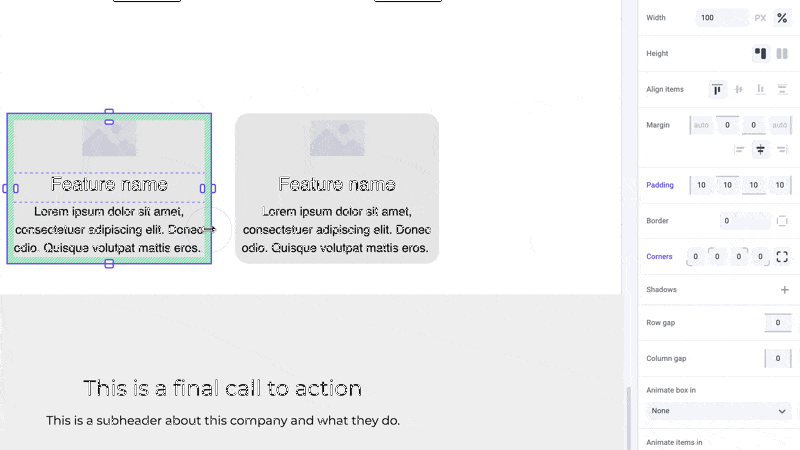 Feature name
Lorem ipsum dolor sit amet,
consectetuer adipiscing elit. Donec
odio. Quisque volutpat mattis eros.
Feature name
Lorem ipsum dolor sit amet,
consectetuer adipiscing elit. Donec
odio. Quisque volutpat mattis eros.
This is a final call to action
This is a subheader about this company and what they do.
Width 100 PX %
Height
Align items
Margin auto 0 0 auto
Padding 10 10 10 10
Border 0
Corners 0 0 0 0
Shadows
Row gap 0
Column gap 0
Animate box in
None
Animate items in